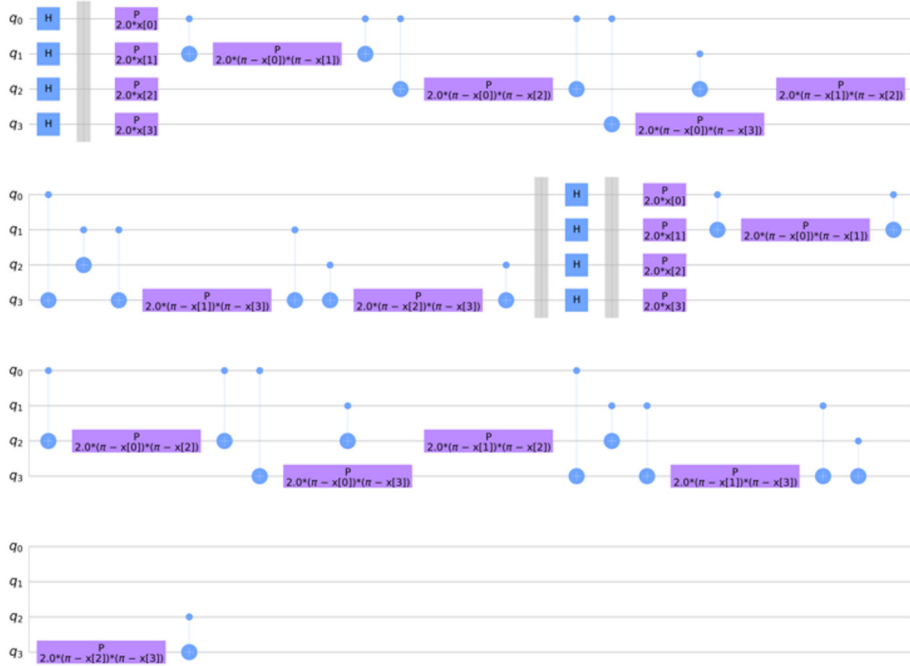 q0 H P
2.0*x[0]
q1 H P
2.0*x[1] P
2.0*(π − x[0])*(π − x[1])
q2 H P
2.0*x[2] P
2.0*(π − x[0])*(π − x[2]) P
2.0*(π − x[1])*(π − x[2])
q3 H P
2.0*x[3] P
2.0*(π − x[0])*(π − x[3])
q0 H P
2.0*x[0]
q1 H P
2.0*x[1] P
2.0*(π − x[0])*(π − x[1])
q2 H P
2.0*x[2]
q3 P
2.0*(π − x[1])*(π − x[3]) P
2.0*(π − x[2])*(π − x[3]) H P
2.0*x[3]
q0
q1
q2 P
2.0*(π − x[0])*(π − x[2]) P
2.0*(π − x[1])*(π − x[2])
q3 P
2.0*(π − x[0])*(π − x[3]) P
2.0*(π − x[1])*(π − x[3])
q0
q1
q2
q3 P
2.0*(π − x[2])*(π − x[3])